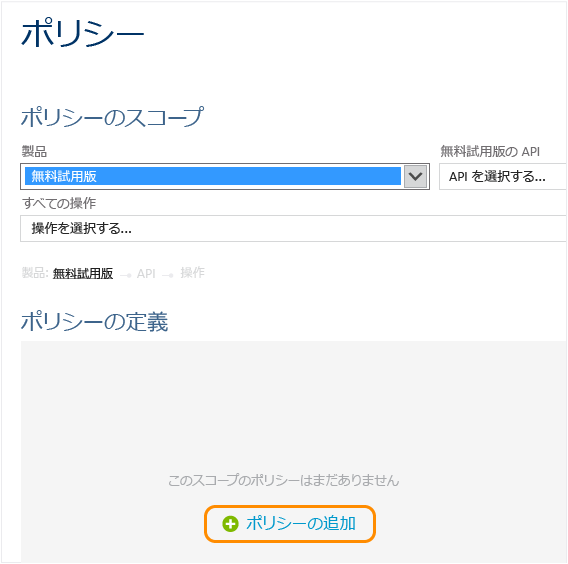 ポリシー
ポリシーのスコープ
製品
無料試用版の API
無料試用版
API を選択する...
すべての操作
操作を選択する...
製品: 無料試用版 → API → 操作
ポリシーの定義
このスコープのポリシーはまだありません
ポリシーの追加